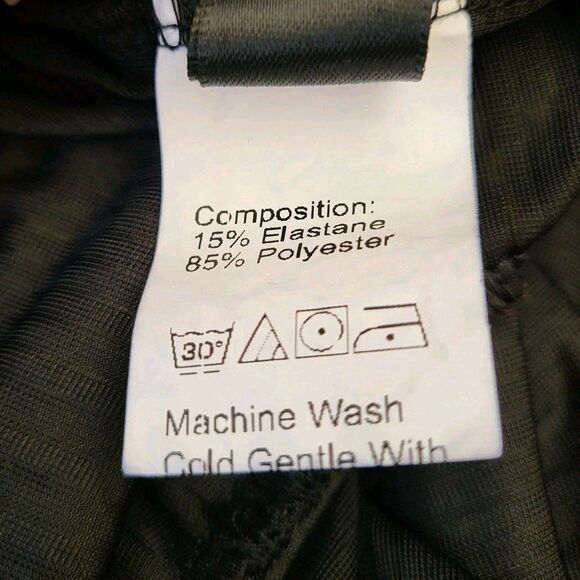 Composition:
15% Elastane
85% Polyester
30°
Machine Wash
Cold Gentle With